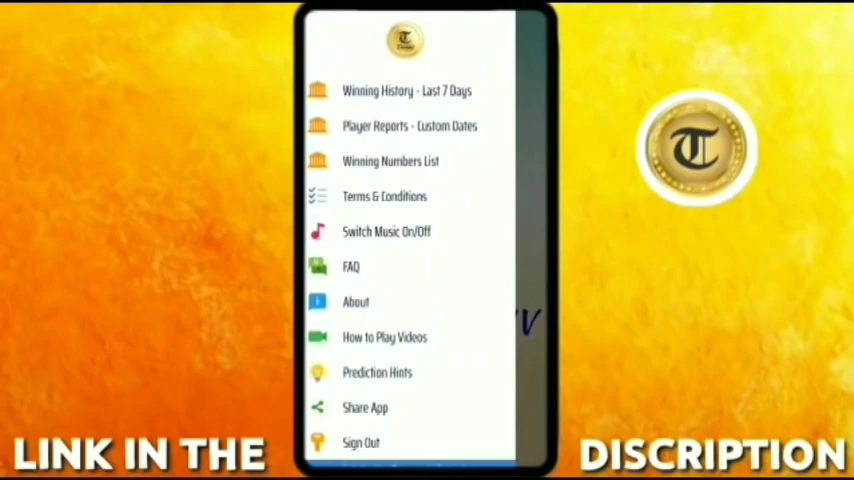 T
Winning History - Last 7 Days
Player Reports - Custom Dates
Winning Numbers List
Terms & Conditions
Switch Music On/Off
FAQ
About
How to Play Videos
Prediction Hints
Share App
Sign Out
T
LINK IN THE
DISCRIPTION